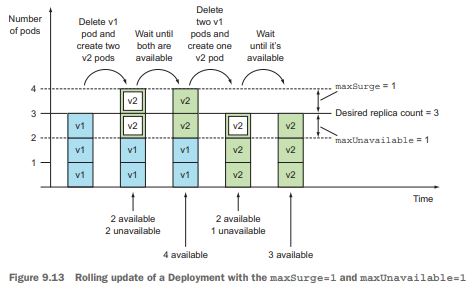 Number
of pods
Delete v1
pod and
create two
v2 pods
Wait until
both are
available
Delete
two v1
pods and
create one
v2 pod
Wait
until it's
available
4
3
2
1
v1
v1
v1
v2
v2
v1
v1
v2
v2
v1
v1
v2
v2
v2
v2
v2
v2
maxSurge = 1
Desired replica count = 3
maxUnavailable = 1
Time
2 available
2 unavailable
4 available
2 available
1 unavailable
3 available
Figure 9.13 Rolling update of a Deployment with the maxSurge=1 and maxUnavailable=1